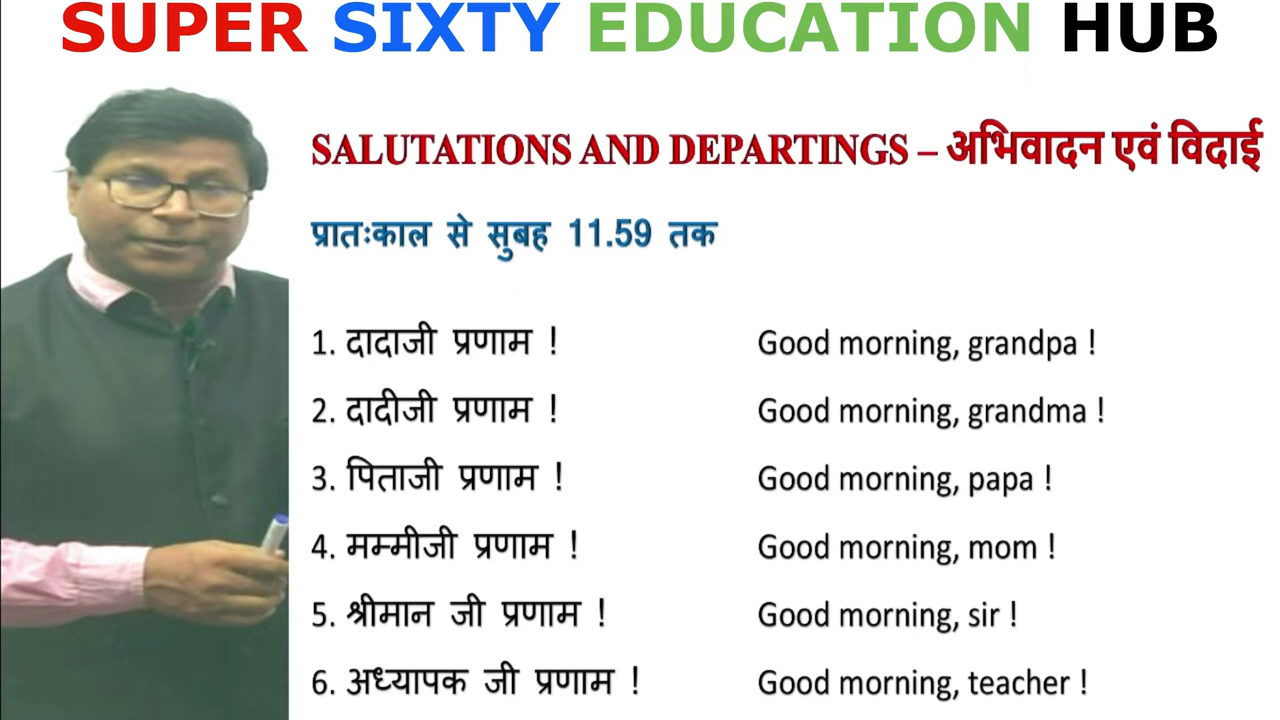 SUPER SIXTY EDUCATION HUB
SALUTATIONS AND DEPARTINGS – अभिवादन एवं विदाई
प्रातःकाल से सुबह 11.59 तक
1. दादाजी प्रणाम ! Good morning, grandpa !
2. दादीजी प्रणाम ! Good morning, grandma !
3. पिताजी प्रणाम ! Good morning, papa !
4. मम्मीजी प्रणाम ! Good morning, mom !
5. श्रीमान जी प्रणाम ! Good morning, sir !
6. अध्यापक जी प्रणाम ! Good morning, teacher !